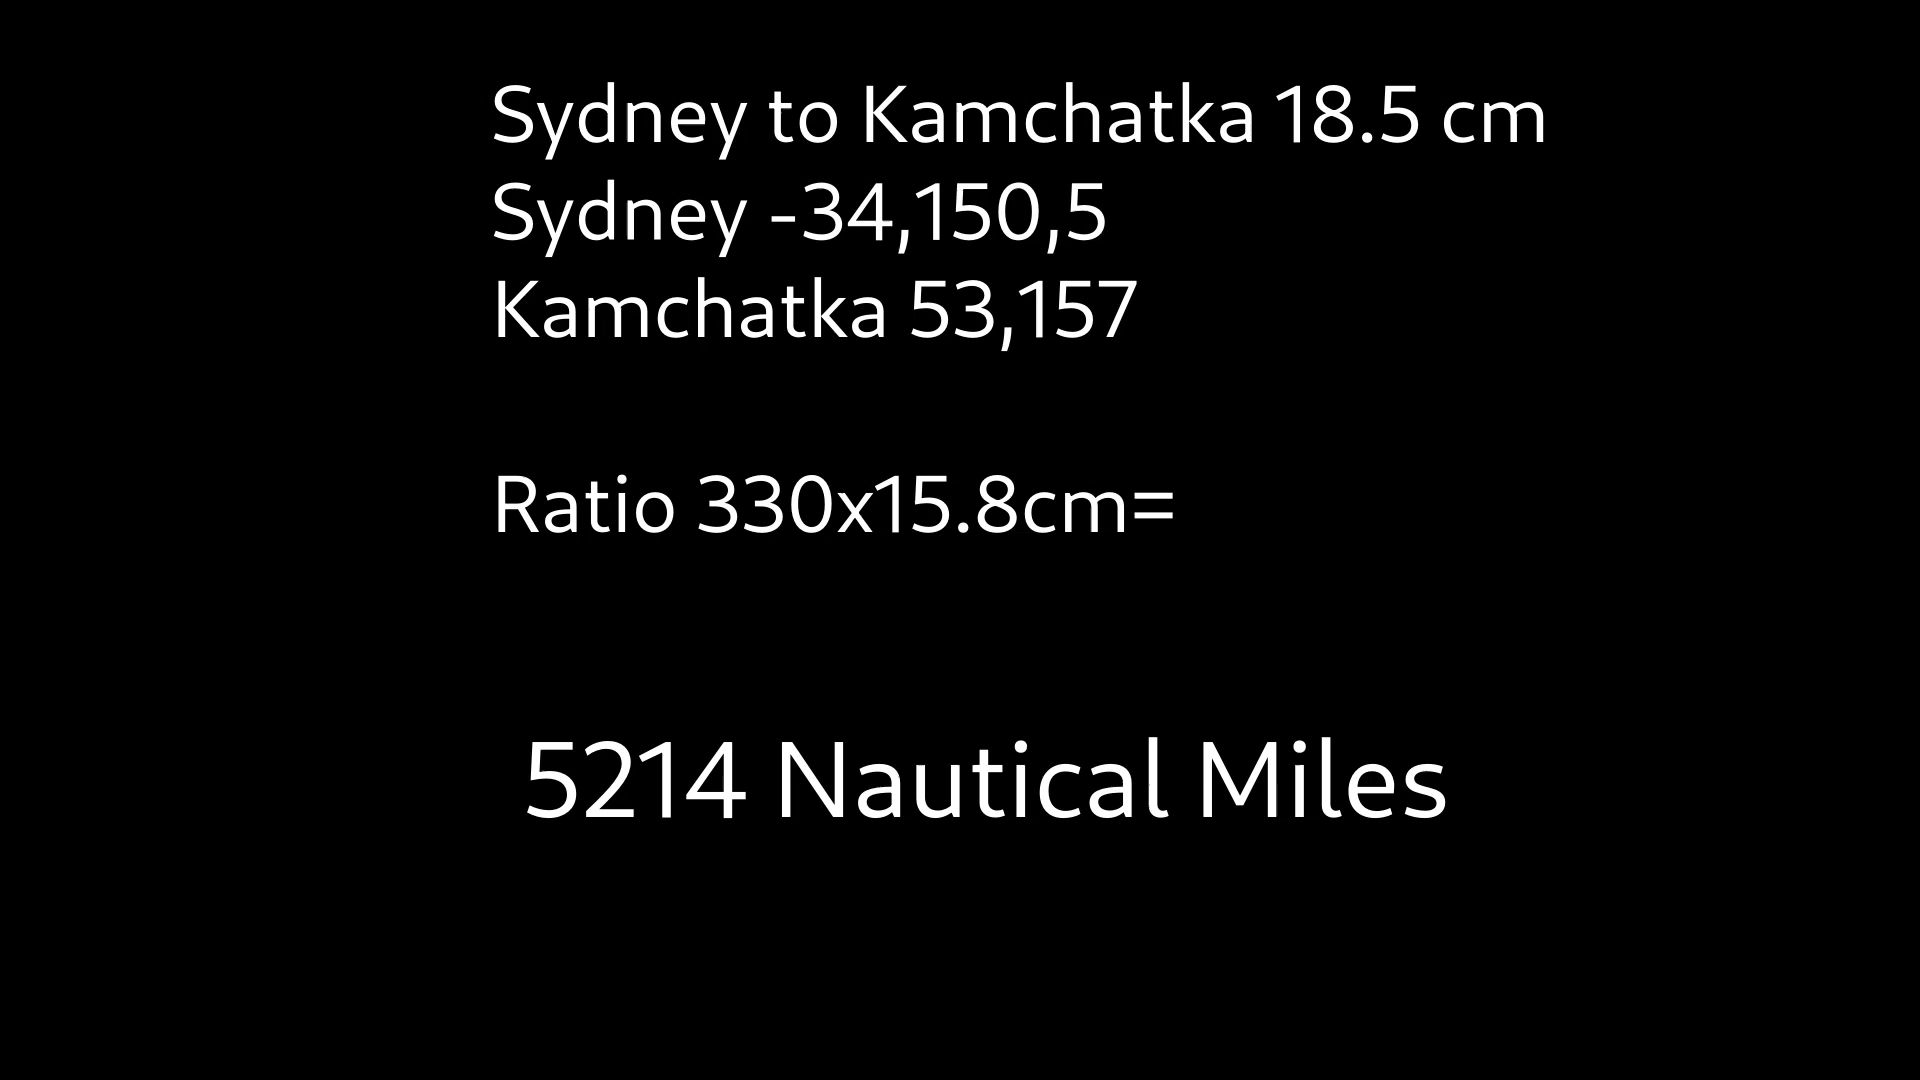 Sydney to Kamchatka 18.5 cm
Sydney -34,150,5
Kamchatka 53,157
Ratio 330x15.8cm=
5214 Nautical Miles